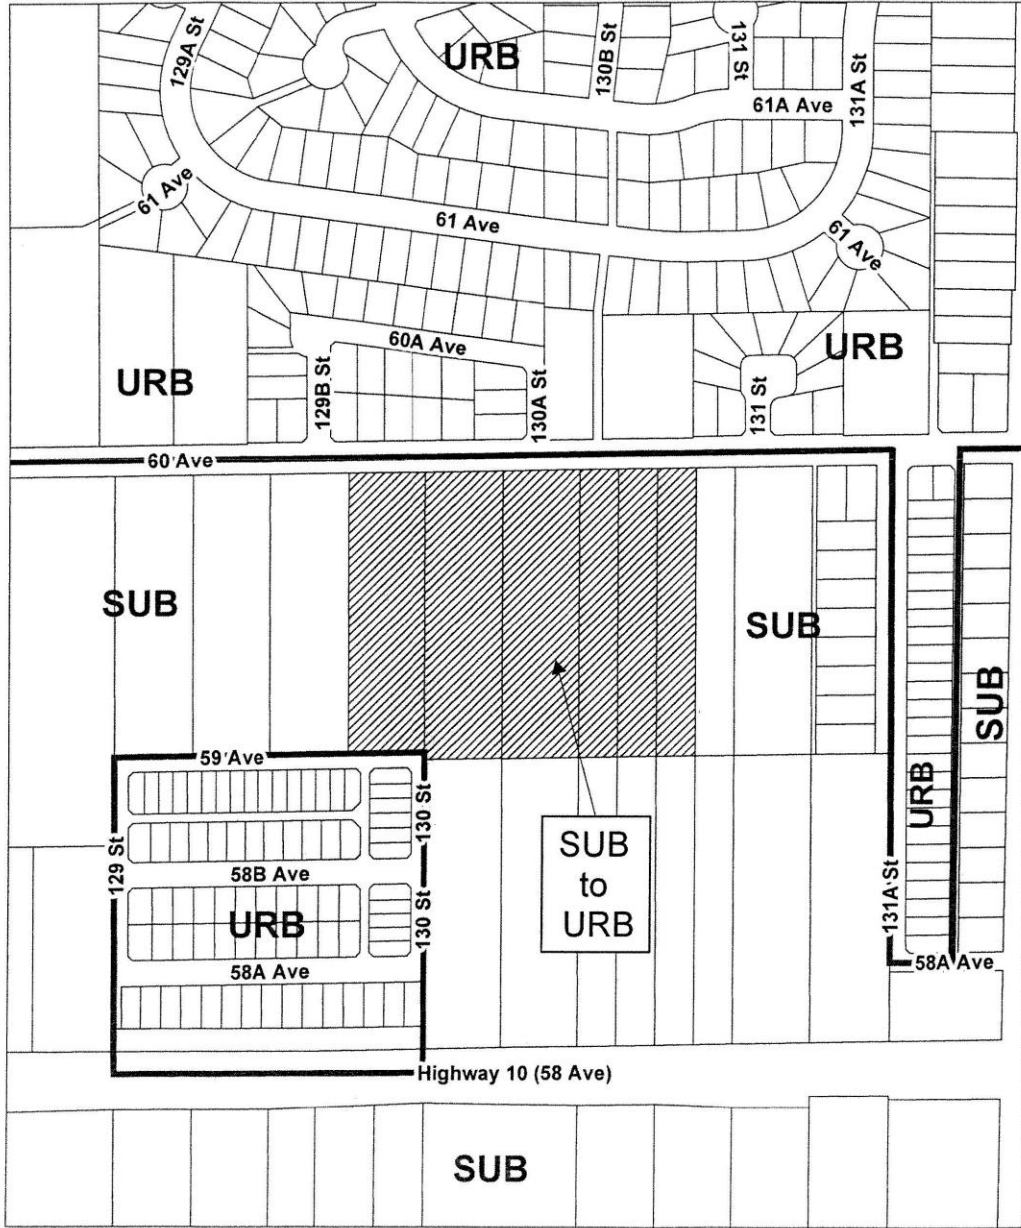 129A St
URB
130B St
131 St
61A Ave
131A St
61 Ave
61 Ave
61 Ave
60A Ave
URB
URB
129B St
130A St
131 St
60 Ave
SUB
SUB
SUB
59 Ave
130 St
129 St
URB
SUB
to
URB
58B Ave
URB
130 St
131A St
58A Ave
58A Ave
Highway 10 (58 Ave)
SUB